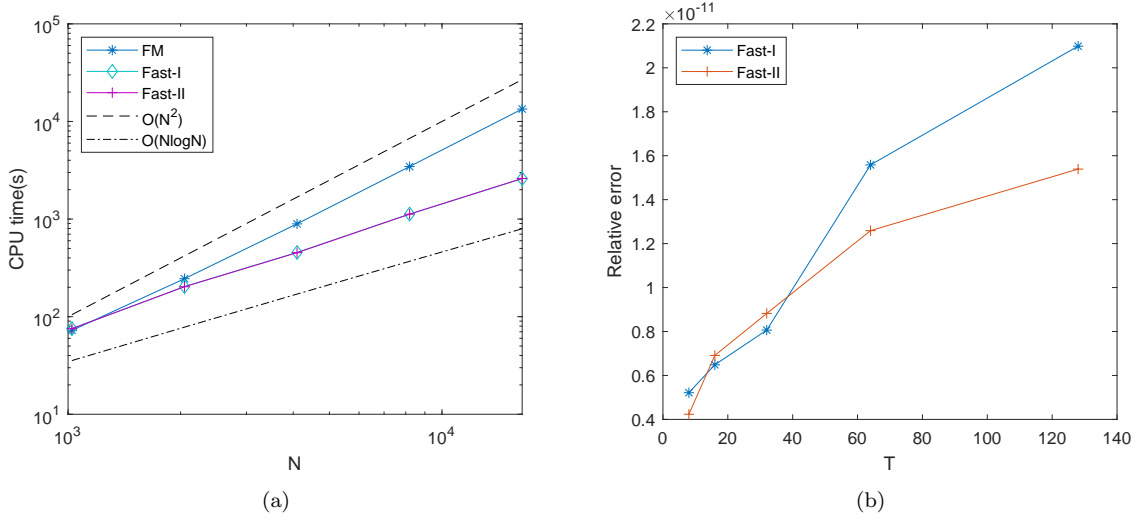 10^5
10^4
10^3
10^2
10^1
CPU time(s)
FM
Fast-I
Fast-II
O(N^2)
O(NlogN)
10^3
10^4
N
(a)
×10^-11
2.2
2
1.8
1.6
1.4
1.2
1
0.8
0.6
0.4
Relative error
Fast-I
Fast-II
0
20
40
60
80
100
120
140
T
(b)